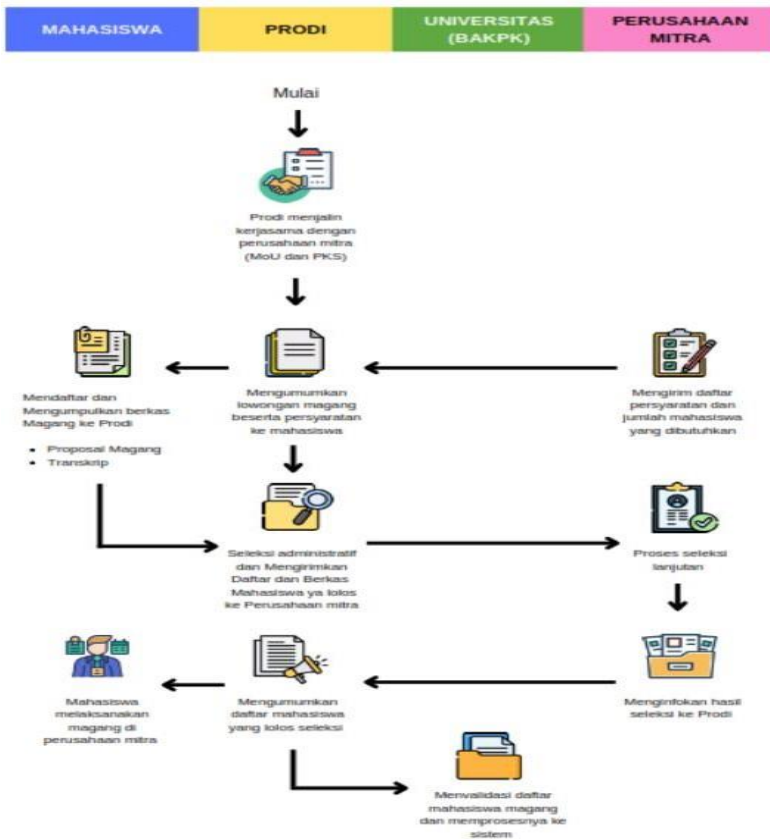 MAHASISWA
PRODI
UNIVERSITAS
(BAKPK)
PERUSAHAAN
MITRA
Mulai
Prodi menjalin
kerjasama dengan
perusahaan mitra
(MoU dan PKS)
Mendaftar dan
Mengumpulkan berkas
Magang ke Prodi
• Proposal Magang
• Transkrip
Mengumumkan
lowongan magang
beserta persyaratan
ke mahasiswa
Mengirim daftar
persyaratan dan
jumlah mahasiswa
yang dibutuhkan
Seleksi administratif
dan Mengirimkan
Daftar dan Berkas
Mahasiswa ya lolos
ke Perusahaan mitra
Proses seleksi
lanjutan
Mahasiswa
melaksanakan
magang di
perusahaan mitra
Mengumumkan
daftar mahasiswa
yang lolos seleksi
Menginfokan hasil
seleksi ke Prodi
Menvalidasi daftar
mahasiswa magang
dan memprosesnya ke
sistem